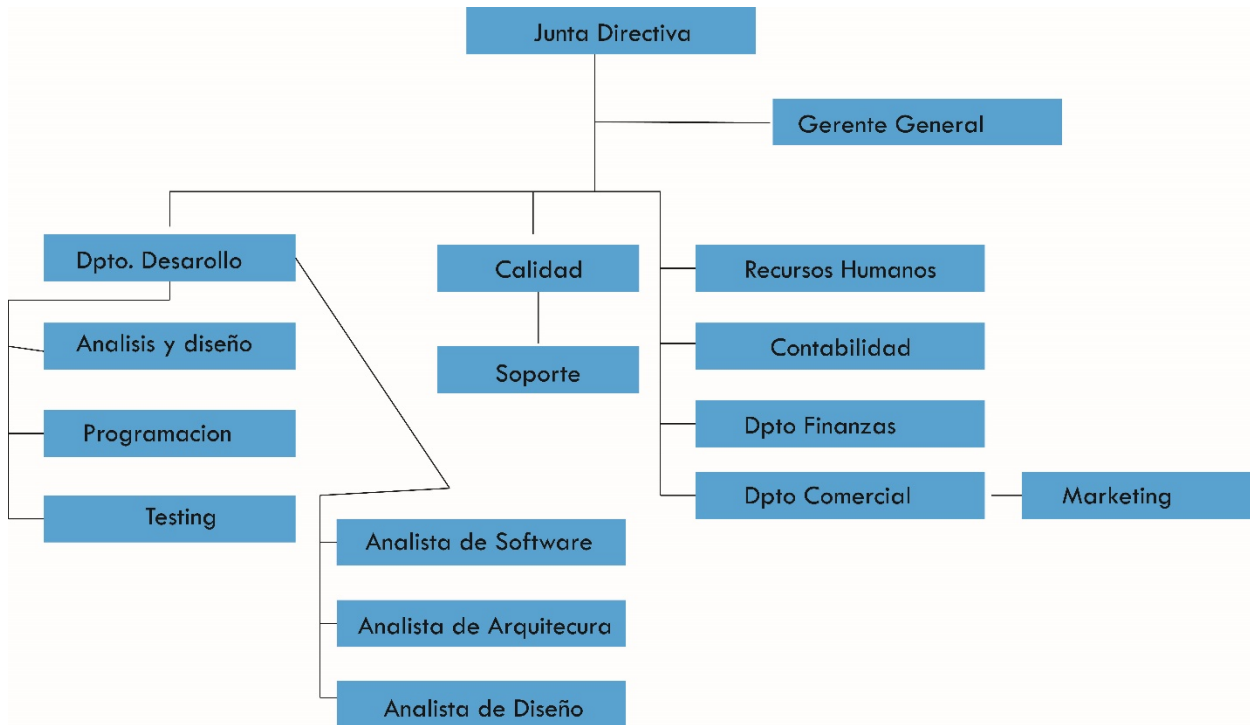 Junta Directiva
Gerente General
Dpto. Desarollo
Calidad
Recursos Humanos
Analisis y diseño
Soporte
Contabilidad
Programacion
Dpto Finanzas
Testing
Dpto Comercial
Marketing
Analista de Software
Analista de Arquitecura
Analista de Diseño